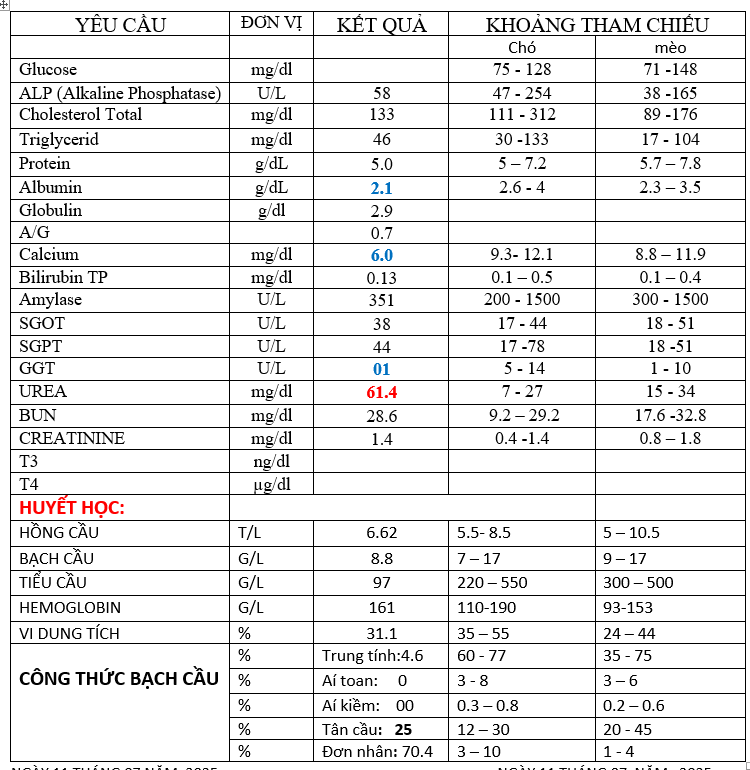 YÊU CẦU ĐƠN VỊ KẾT QUẢ KHOẢNG THAM CHIẾU
Chó mèo
Glucose mg/dl 75 - 128 71 -148
ALP (Alkaline Phosphatase) U/L 58 47 - 254 38 -165
Cholesterol Total mg/dl 133 111 - 312 89 -176
Triglycerid mg/dl 46 30 -133 17 - 104
Protein g/dL 5.0 5 – 7.2 5.7 – 7.8
Albumin g/dL 2.1 2.6 - 4 2.3 – 3.5
Globulin g/dl 2.9
A/G 0.7
Calcium mg/dl 6.0 9.3- 12.1 8.8 – 11.9
Bilirubin TP mg/dl 0.13 0.1 – 0.5 0.1 – 0.4
Amylase U/L 351 200 - 1500 300 - 1500
SGOT U/L 38 17 - 44 18 - 51
SGPT U/L 44 17 -78 18 -51
GGT U/L 01 5 - 14 1 - 10
UREA mg/dl 61.4 7 - 27 15 - 34
BUN mg/dl 28.6 9.2 – 29.2 17.6 -32.8
CREATININE mg/dl 1.4 0.4 -1.4 0.8 – 1.8
T3 ng/dl
T4 µg/dl
HUYẾT HỌC:
HỒNG CẦU T/L 6.62 5.5- 8.5 5 – 10.5
BẠCH CẦU G/L 8.8 7 – 17 9 – 17
TIỂU CẦU G/L 97 220 – 550 300 – 500
HEMOGLOBIN G/L 161 110-190 93-153
VI DUNG TÍCH % 31.1 35 – 55 24 – 44
CÔNG THỨC BẠCH CẦU % Trung tính:4.6 60 - 77 35 - 75
% Aí toan: 0 3 - 8 3 – 6
% Aí kiềm: 00 0.3 – 0.8 0.2 – 0.6
% Tân cầu: 25 12 – 30 20 - 45
% Đơn nhân: 70.4 3 – 10 1 - 4
NGÀY 11 THÁNG 07 NĂM 2025 NGÀY 11 THÁNG 07 NĂM 2025